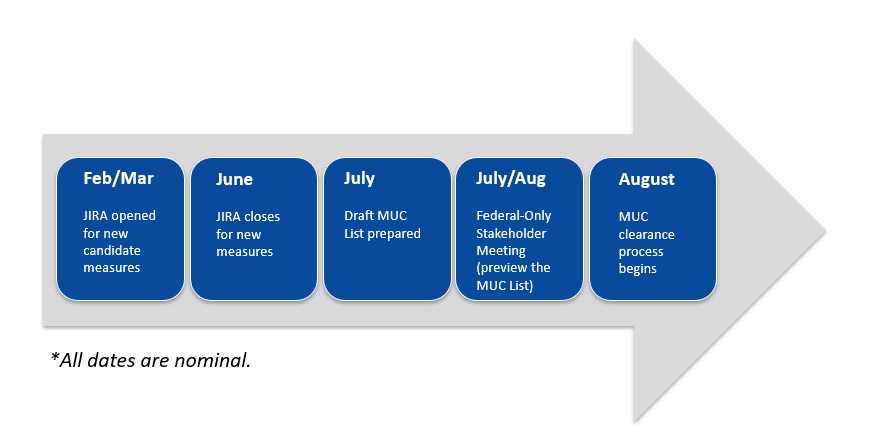 Feb/Mar
JIRA opened
for new
candidate
measures
June
JIRA closes
for new
measures
July
Draft MUC
List prepared
July/Aug
Federal-Only
Stakeholder
Meeting
(preview the
MUC List)
August
MUC
clearance
process
begins
*All dates are nominal.